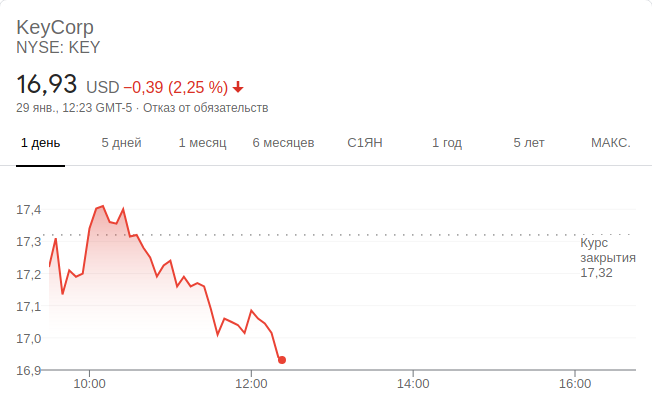 KeyCorp
NYSE: KEY
16,93 USD −0,39 (2,25 %)
29 янв., 12:23 GMT-5 · Отказ от обязательств
1 день 5 дней 1 месяц 6 месяцев С1ЯН 1 год 5 лет МАКС.
17,4
17,3
Курс
закрытия
17,32
17,2
17,1
17,0
16,9
10:00 12:00 14:00 16:00